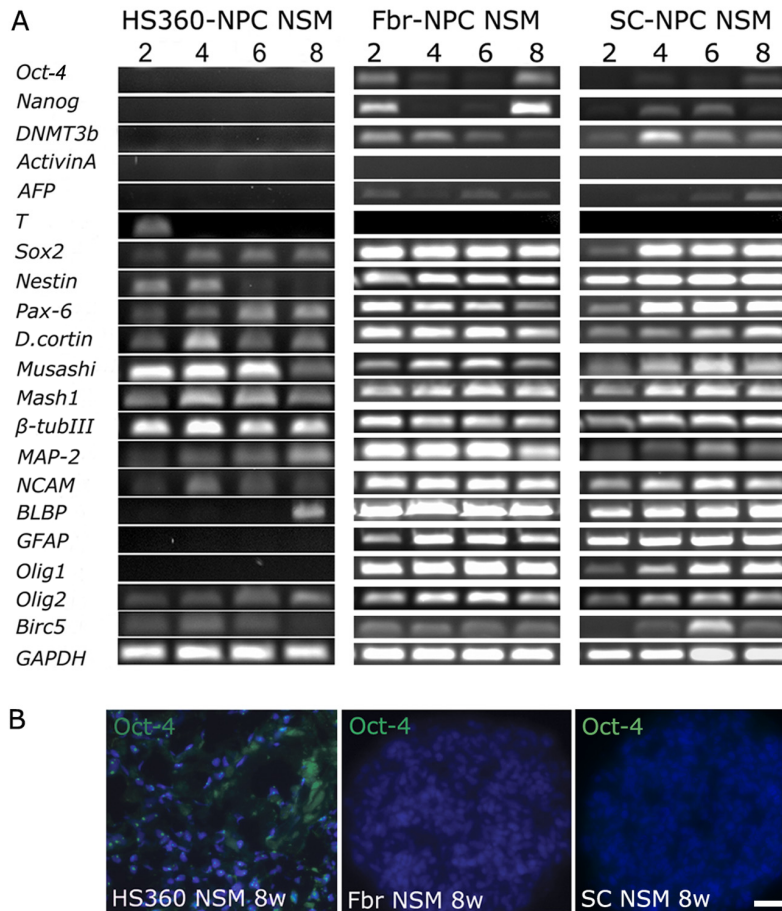 A
HS360-NPC NSM Fbr-NPC NSM SC-NPC NSM
2 4 6 8 2 4 6 8 2 4 6 8
Oct-4
Nanog
DNMT3b
ActivinA
AFP
T
Sox2
Nestin
Pax-6
D.cortin
Musashi
Mash1
β-tubIII
MAP-2
NCAM
BLBP
GFAP
Olig1
Olig2
Birc5
GAPDH
B
Oct-4 Oct-4 Oct-4
HS360 NSM 8w Fbr NSM 8w SC NSM 8w